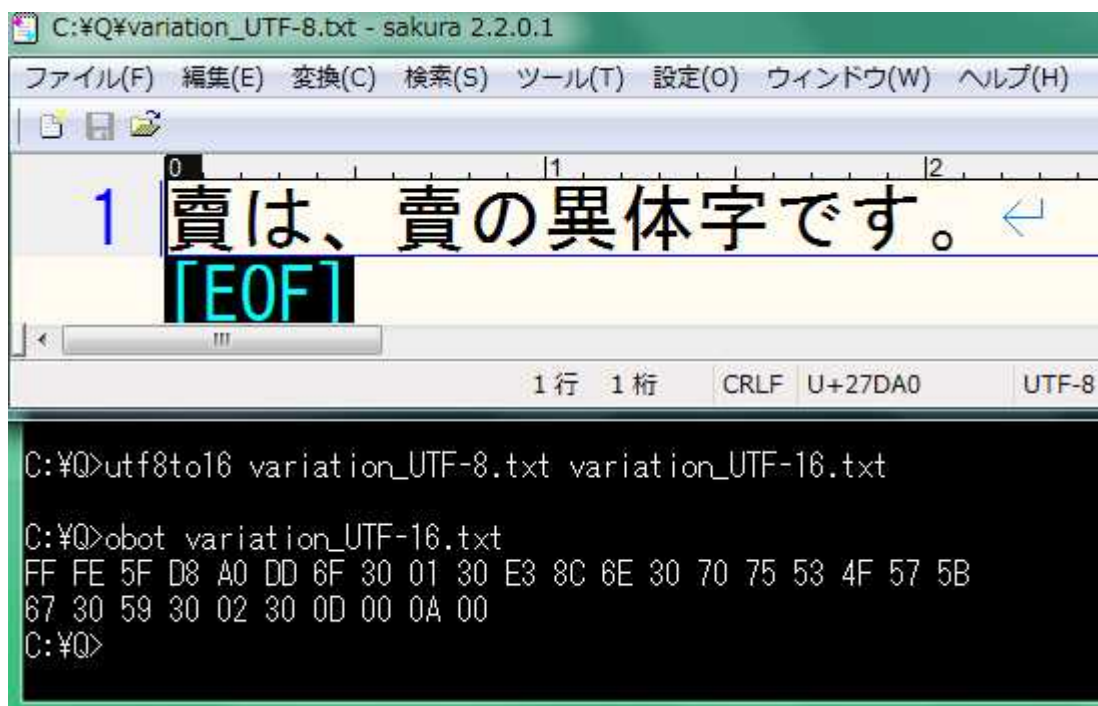 C:¥Q¥variation_UTF-8.txt - sakura 2.2.0.1
ファイル(F) 編集(E) 変換(C) 検索(S) ツール(T) 設定(O) ウィンドウ(W) ヘルプ(H)
0 1 2
1 𧶠は、賣の異体字です。↵
[EOF]
1 行 1 桁 CRLF U+27DA0 UTF-8
C:¥Q>utf8to16 variation_UTF-8.txt variation_UTF-16.txt
C:¥Q>obot variation_UTF-16.txt
FF FE 5F D8 A0 DD 6F 30 01 30 E3 8C 6E 30 70 75 53 4F 57 5B
67 30 59 30 02 30 0D 00 0A 00
C:¥Q>